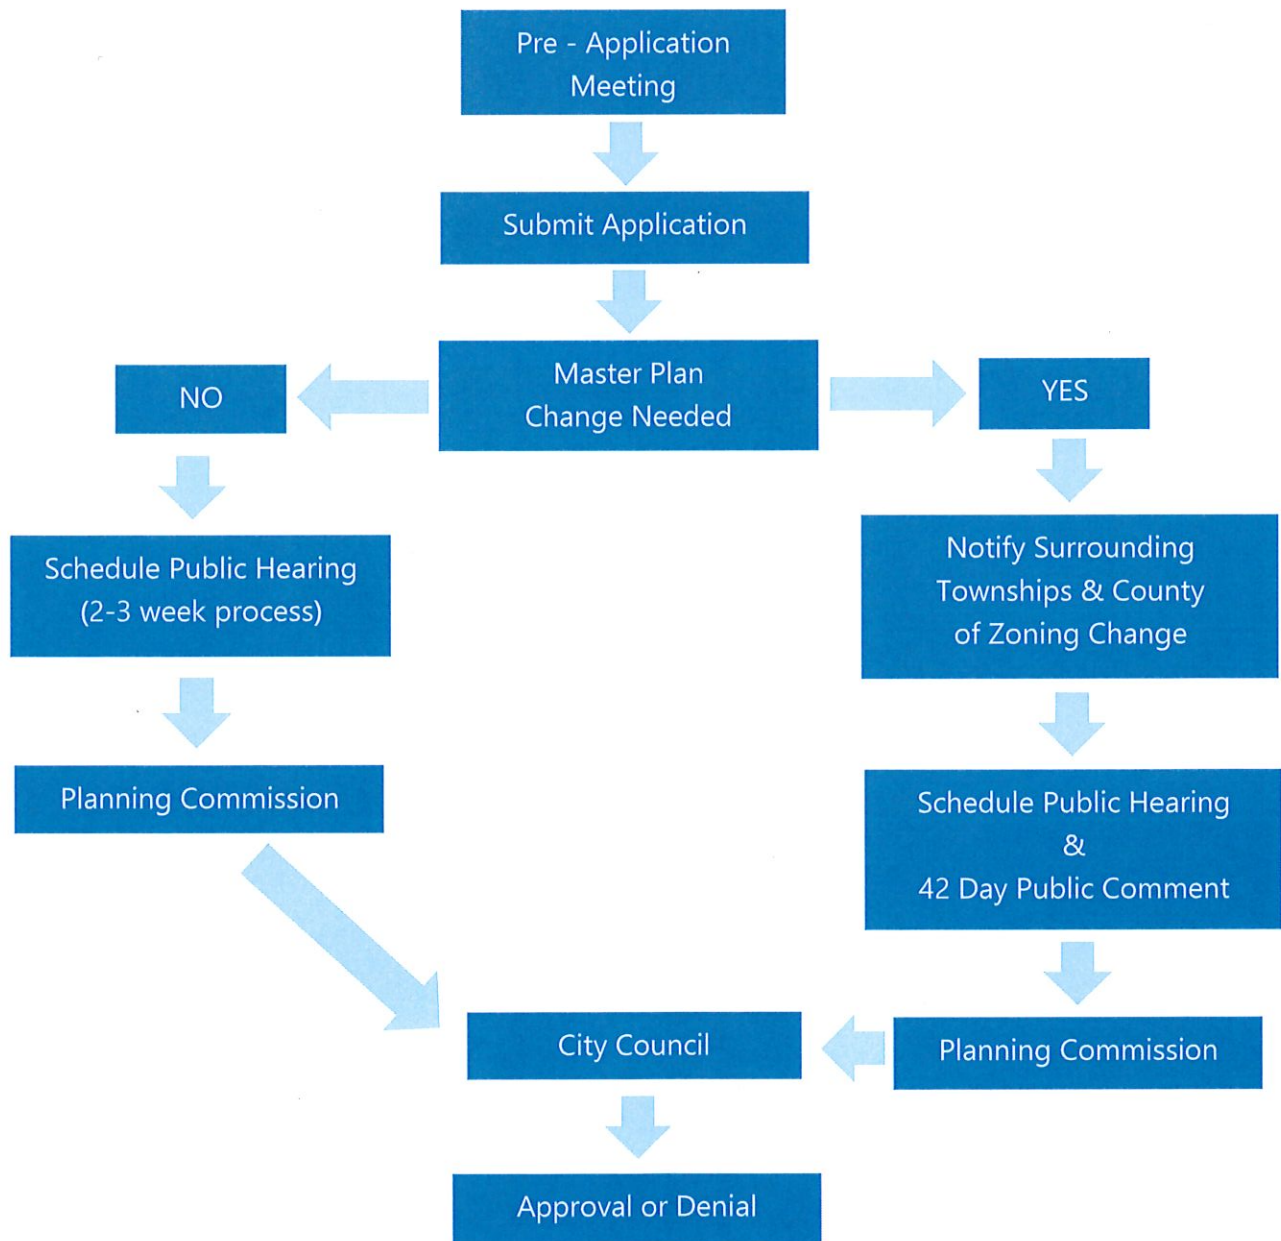 Pre - Application
Meeting
Submit Application
Master Plan
Change Needed
NO
YES
Schedule Public Hearing
(2-3 week process)
Notify Surrounding
Townships & County
of Zoning Change
Planning Commission
Schedule Public Hearing
&
42 Day Public Comment
City Council
Planning Commission
Approval or Denial